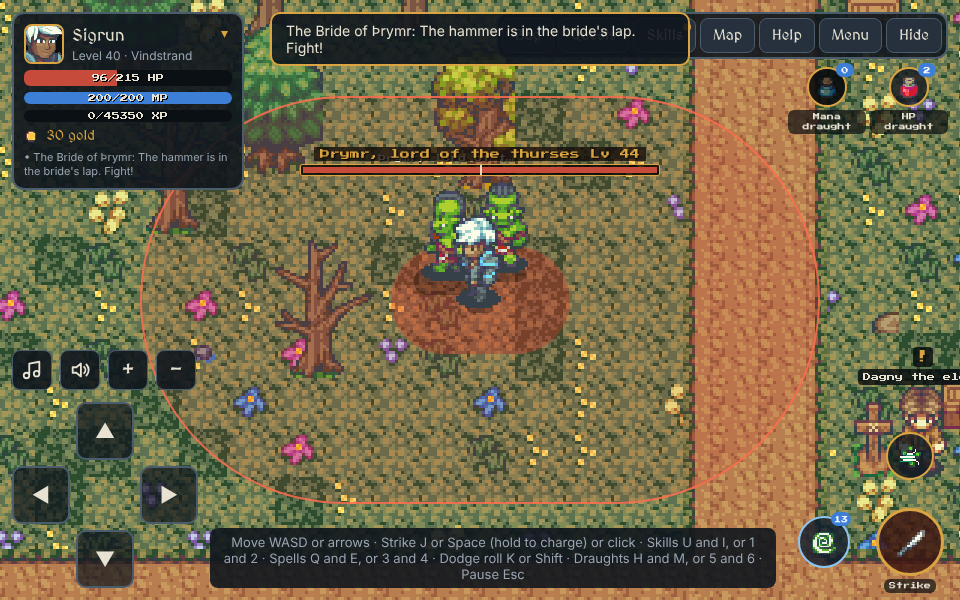 Sigrun
Level 40 · Vindstrand
96/215 HP
200/200 MP
0/45350 XP
30 gold
• The Bride of Þrymr: The hammer is in
the bride's lap. Fight!
The Bride of Þrymr: The hammer is in the bride's lap.
Fight!
Skills
Map
Help
Menu
Hide
0
2
Mana
draught
HP
draught
Þrymr, lord of the thurses Lv 44
+
−
!
Dagny the el
13
Strike
Move WASD or arrows · Strike J or Space (hold to charge) or click · Skills U and I, or 1
and 2 · Spells Q and E, or 3 and 4 · Dodge roll K or Shift · Draughts H and M, or 5 and 6 ·
Pause Esc